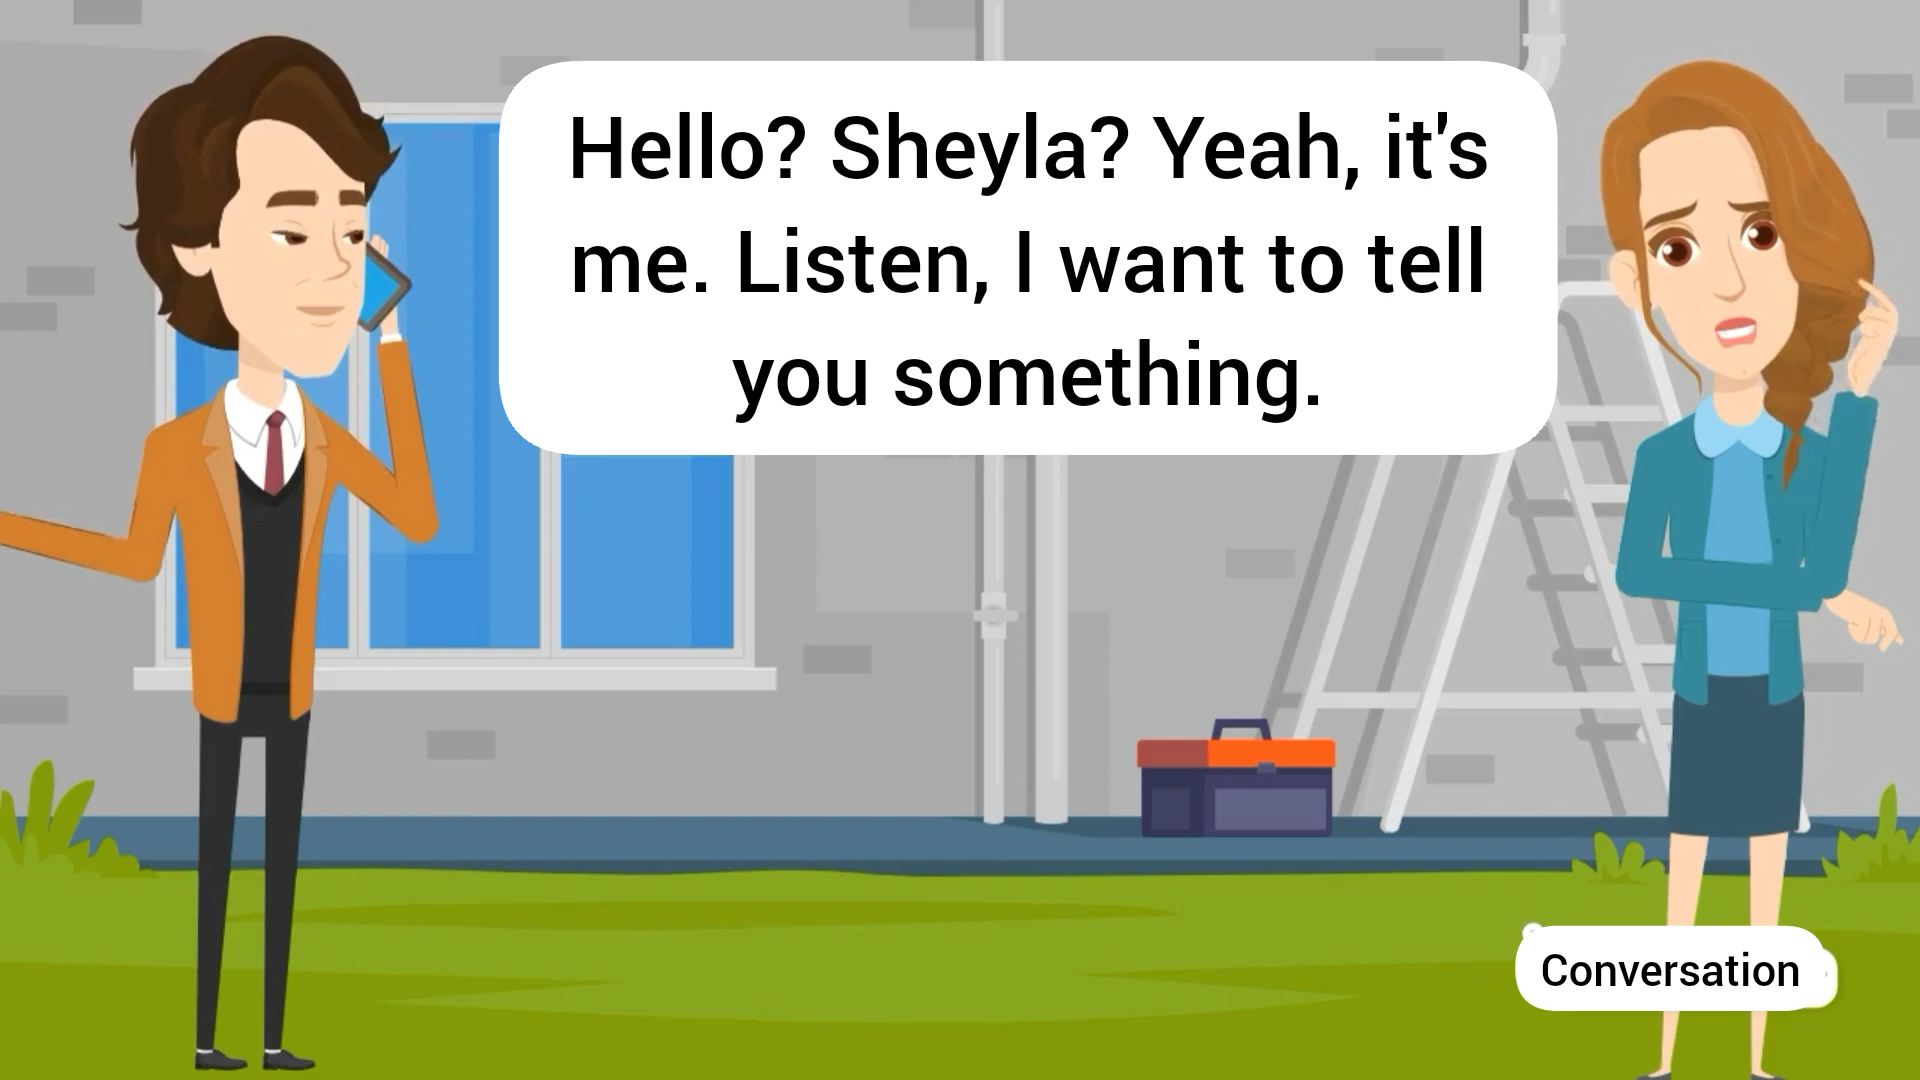 Hello? Sheyla? Yeah, it's
me. Listen, I want to tell
you something.
Conversation